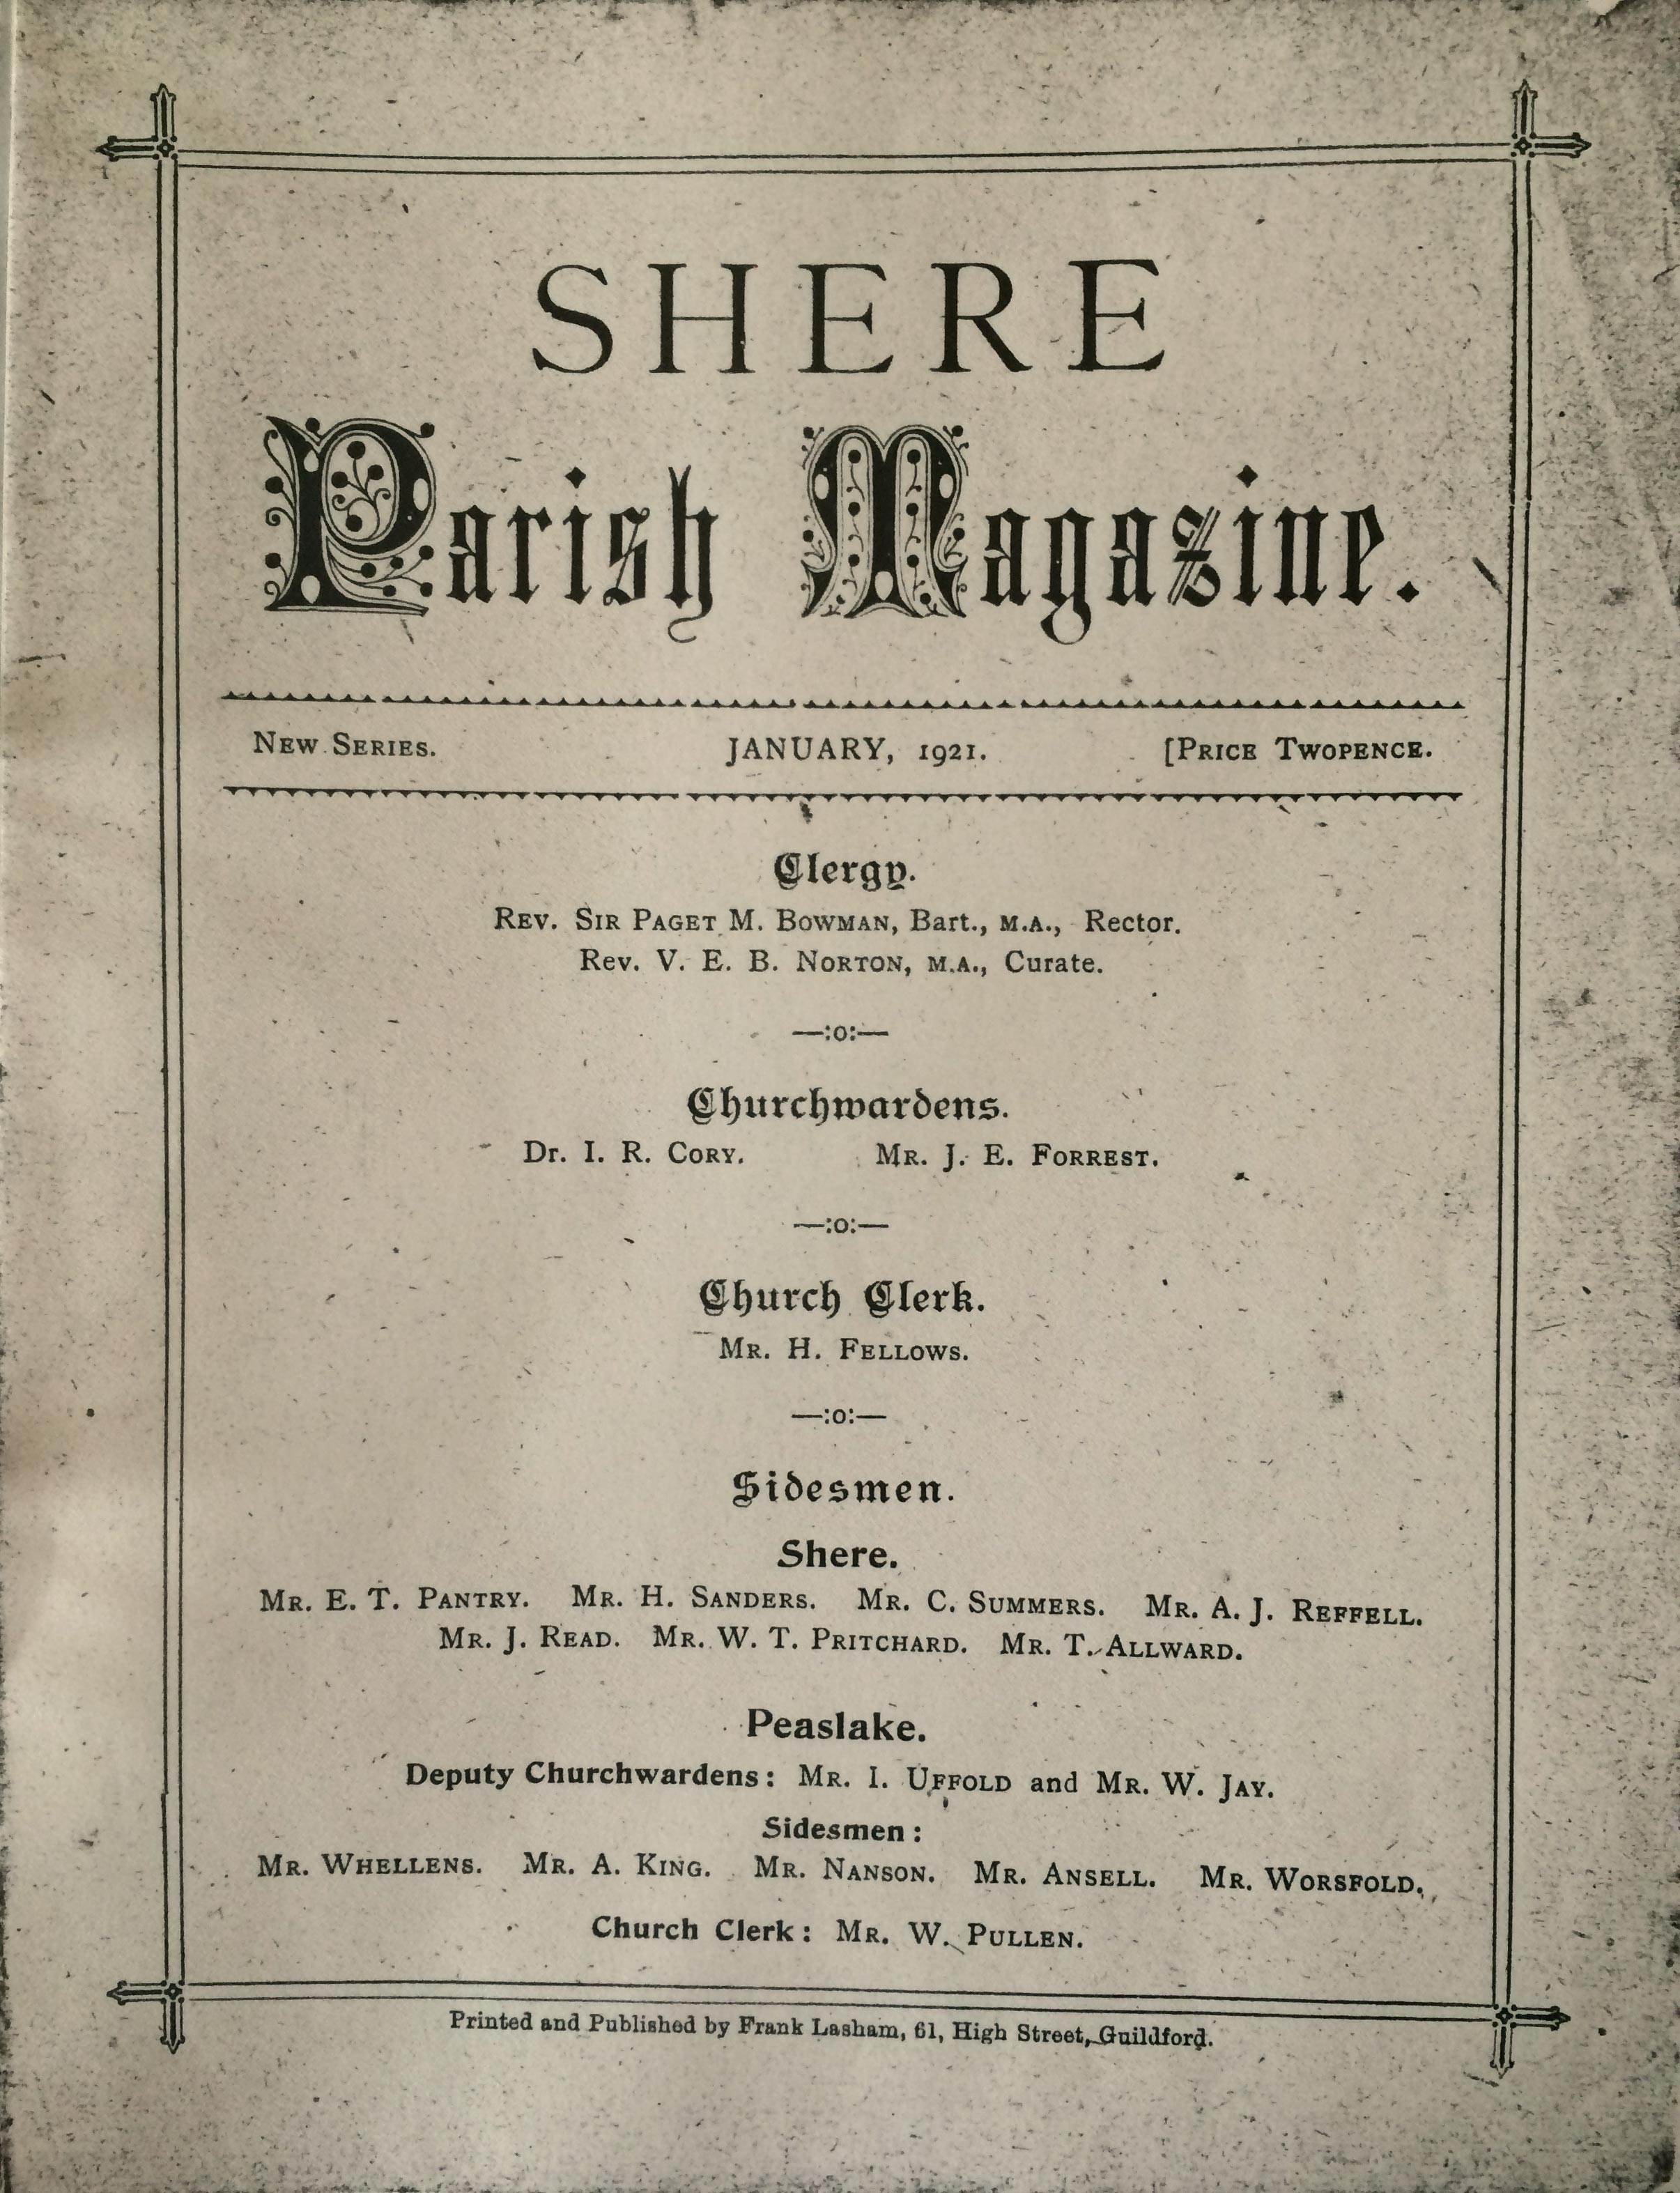 SHERE
Parish Magazine.
NEW SERIES. JANUARY, 1921. [PRICE TWOPENCE.
Clergy.
REV. SIR PAGET M. BOWMAN, Bart., M.A., Rector.
Rev. V. E. B. NORTON, M.A., Curate.
—:o:—
Churchwardens.
Dr. I. R. CORY. MR. J. E. FORREST.
—:o:—
Church Clerk.
MR. H. FELLOWS.
—:o:—
Sidesmen.
Shere.
MR. E. T. PANTRY. MR. H. SANDERS. MR. C. SUMMERS. MR. A. J. REFFELL.
MR. J. READ. MR. W. T. PRITCHARD. MR. T. ALLWARD.
Peaslake.
Deputy Churchwardens: MR. I. UFFOLD and MR. W. JAY.
Sidesmen:
MR. WHELLENS. MR. A. KING. MR. NANSON. MR. ANSELL. MR. WORSFOLD.
Church Clerk: MR. W. PULLEN.
Printed and Published by Frank Lasham, 61, High Street, Guildford.